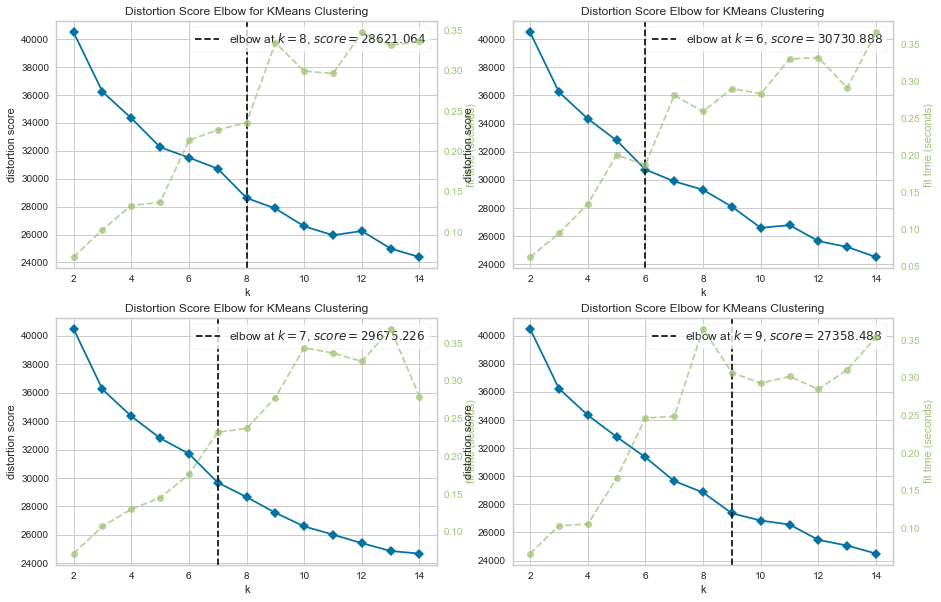 Distortion Score Elbow for KMeans Clustering
elbow at k = 8, score = 28621.064
distortion score
40000
38000
36000
34000
32000
30000
28000
26000
24000
2 4 6 8 10 12 14
k
0.35
0.30
0.25
0.20
0.15
0.10
fit time (seconds)
Distortion Score Elbow for KMeans Clustering
elbow at k = 6, score = 30730.888
distortion score
40000
38000
36000
34000
32000
30000
28000
26000
24000
2 4 6 8 10 12 14
k
0.35
0.30
0.25
0.20
0.15
0.10
0.05
fit time (seconds)
Distortion Score Elbow for KMeans Clustering
elbow at k = 7, score = 29675.226
distortion score
40000
38000
36000
34000
32000
30000
28000
26000
24000
2 4 6 8 10 12 14
k
0.35
0.30
0.25
0.20
0.15
0.10
fit time (seconds)
Distortion Score Elbow for KMeans Clustering
elbow at k = 9, score = 27358.488
distortion score
40000
38000
36000
34000
32000
30000
28000
26000
24000
2 4 6 8 10 12 14
k
0.35
0.30
0.25
0.20
0.15
0.10
fit time (seconds)